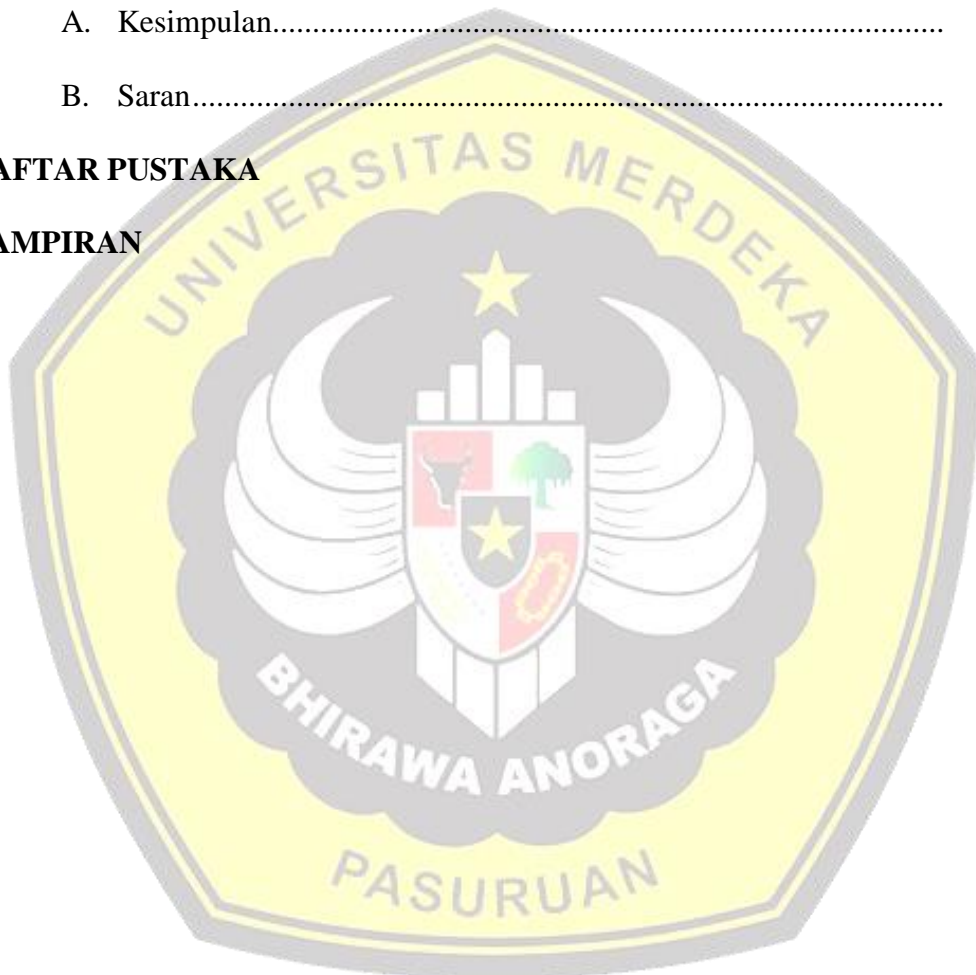 A. Kesimpulan....................................................................................
B. Saran..............................................................................................
AFTAR PUSTAKA
AMPIRAN
UNIVERSITAS MERDEKA
BHIRAWA ANORAGA
PASURUAN